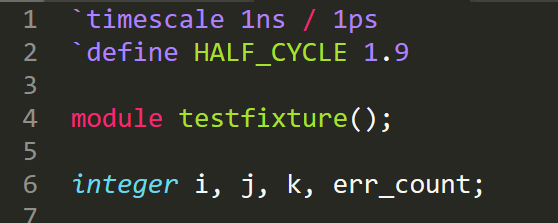 1 `timescale 1ns / 1ps
2 `define HALF_CYCLE 1.9
3
4 module testfixture();
5
6 integer i, j, k, err_count;
7